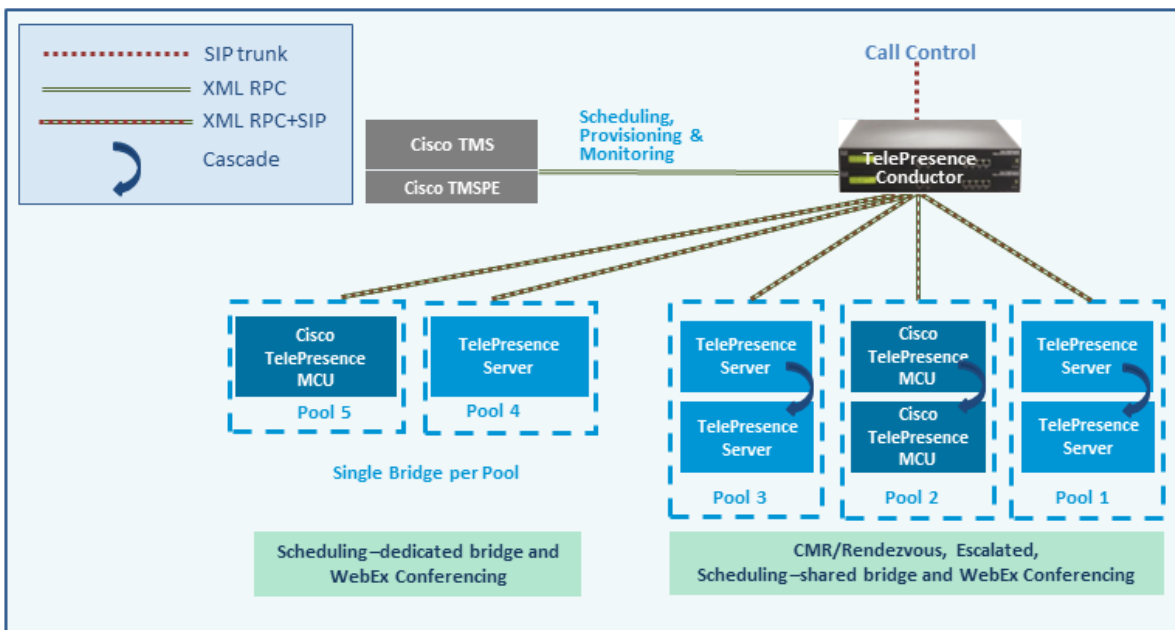 SIP trunk
XML RPC
XML RPC+SIP
Cascade
Call Control
Scheduling,
Provisioning &
Monitoring
Cisco TMS
Cisco TMSPE
TelePresence
Conductor
Cisco
TelePresence
MCU
Pool 5
TelePresence
Server
Pool 4
TelePresence
Server
TelePresence
Server
Pool 3
Cisco
TelePresence
MCU
Cisco
TelePresence
MCU
Pool 2
TelePresence
Server
TelePresence
Server
Pool 1
Single Bridge per Pool
Scheduling–dedicated bridge and
WebEx Conferencing
CMR/Rendezvous, Escalated,
Scheduling–shared bridge and WebEx Conferencing